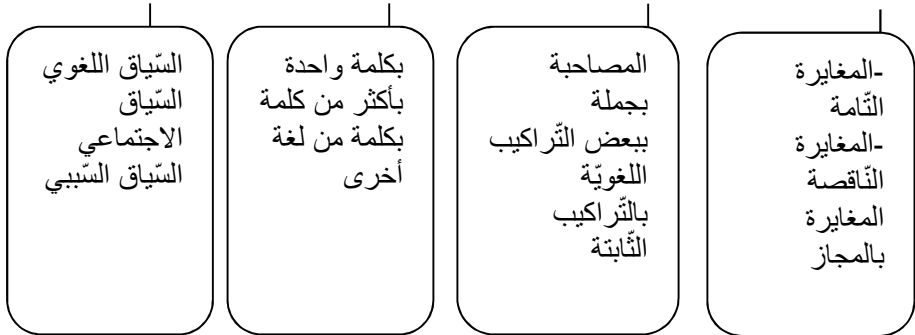 -المغايرة
التّامة
-المغايرة
النّاقصة
المغايرة
بالمجاز
المصاحبة
بجملة
ببعض التّراكيب
اللغويّة
بالتّراكيب
الثّابتة
بكلمة واحدة
بأكثر من كلمة
بكلمة من لغة
أخرى
السّياق اللغوي
السّياق
الاجتماعي
السّياق السّببي